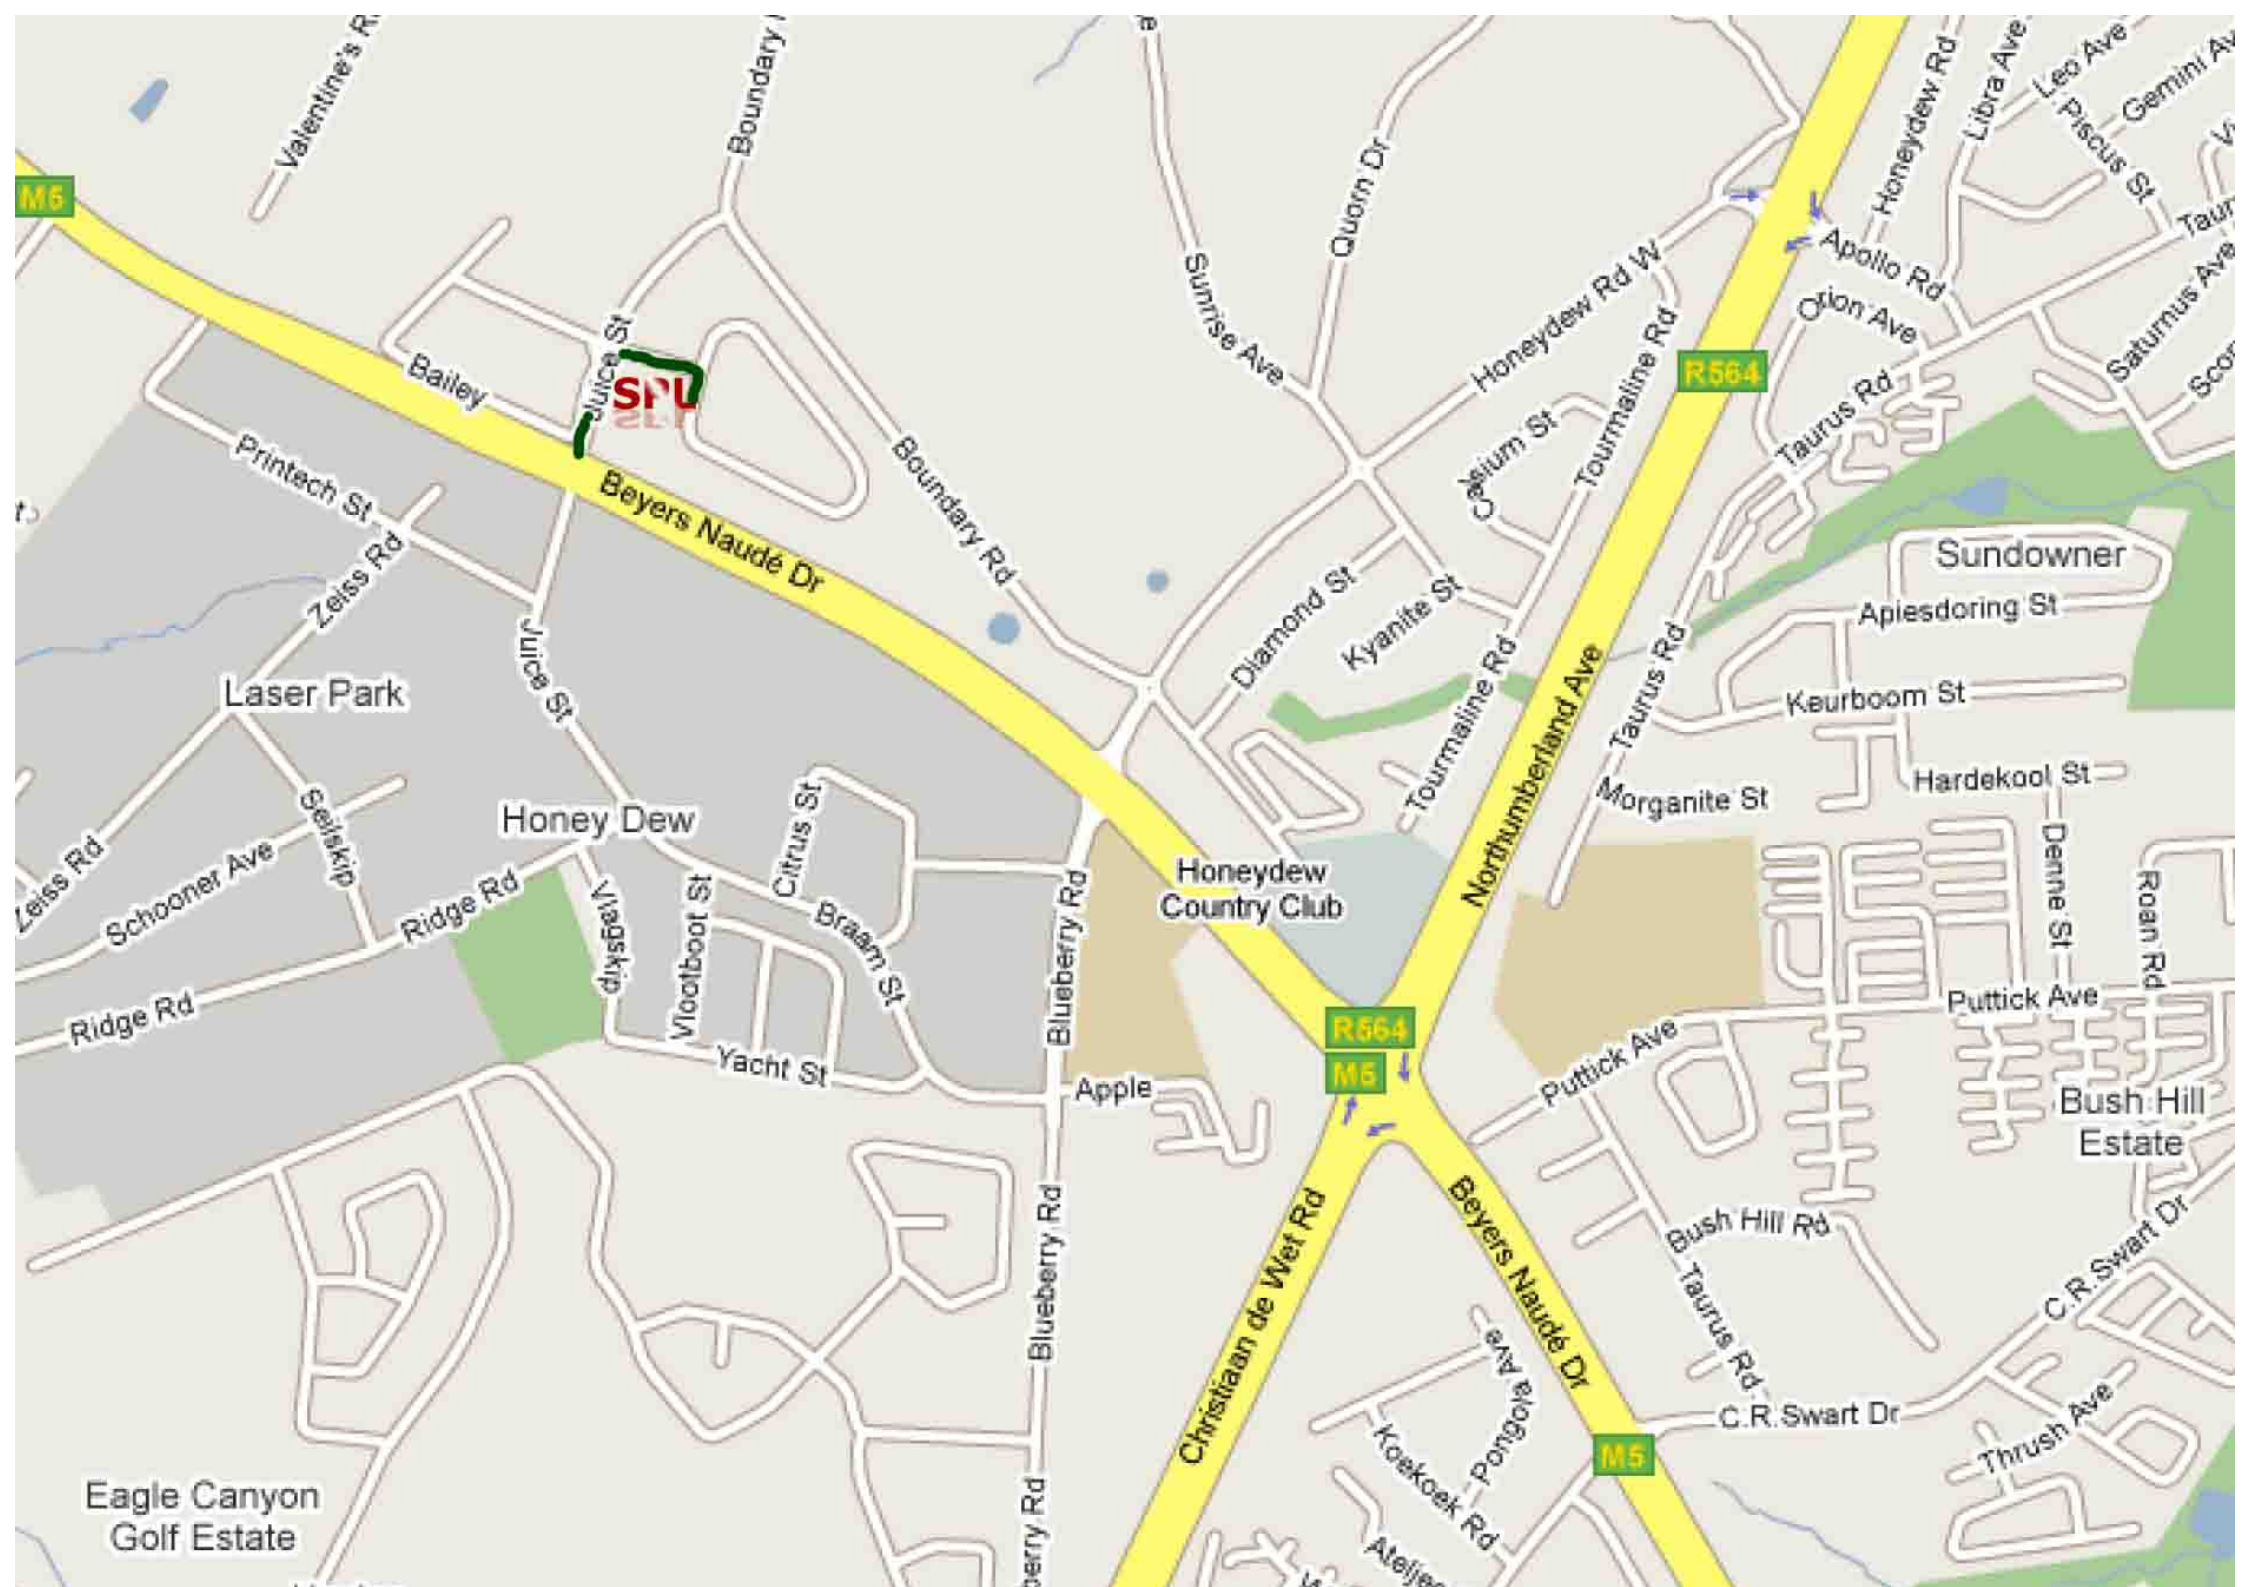 Valentine's R
Boundary
Quorn Dr
Honeydew Rd
Libra Ave
Leo Ave
Gemini Av
Piscus St
M5
Taur
Apollo Rd
Saturnus Ave
Scor
Sunrise Ave
Honeydew Rd W
Orion Ave
Juice St
SPL
Bailey
R564
Tourmaline Rd
Taurus Rd
Printech St
Beyers Naudé Dr
Boundary Rd
Zeiss Rd
Diamond St
Kyanite St
Sundowner
Apiesdoring St
Laser Park
Juice St
Tourmaline Rd
Northumberland Ave
Taurus Rd
Keurboom St
Morganite St
Hardekool St
Honey Dew
Citrus St
Seilskip
Zeiss Rd
Schooner Ave
Ridge Rd
Vlagskip
Vlootboot St
Braam St
Blueberry Rd
Honeydew
Country Club
Denne St
Roan Rd
Ridge Rd
Yacht St
Apple
R564
M5
Puttick Ave
Puttick Ave
Bush Hill
Estate
Blueberry Rd
Christiaan de Wet Rd
Beyers Naudé Dr
Bush Hill Rd
Taurus Rd
C.R.Swart Dr
C.R.Swart Dr
Pongola Ave
Koekoek Rd
M5
Thrush Ave
Eagle Canyon
Golf Estate
berry Rd
Ateljee